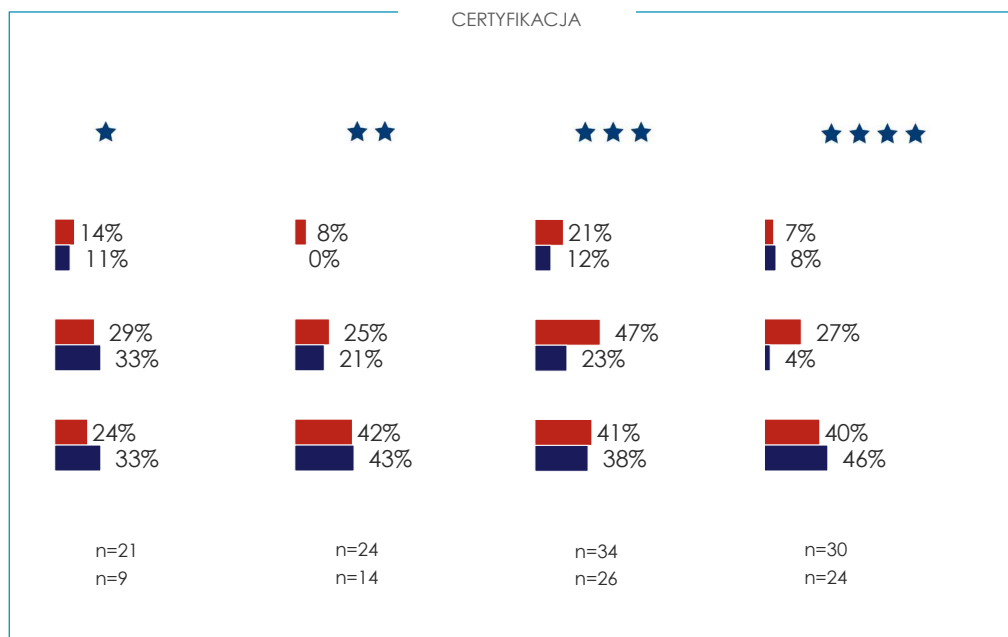 CERTYFIKACJA
14% 8% 21% 7%
11% 0% 12% 8%
29% 25% 47% 27%
33% 21% 23% 4%
24% 42% 41% 40%
33% 43% 38% 46%
n=21 n=24 n=34 n=30
n=9 n=14 n=26 n=24